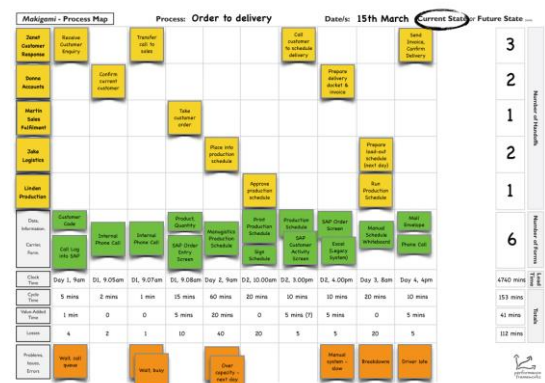 Makigami - Process Map
Process: Order to delivery
Date/s: 15th March
Current State or Future State ....
Janet
Customer
Response
Receive
Customer
Enquiry
Transfer
call to
sales
Call
customer
to schedule
delivery
Send
Invoice,
Confirm
Delivery
3
Donna
Accounts
Confirm
current
customer
Prepare
delivery
docket &
invoice
2
Martin
Sales
Fulfilment
Take
customer
order
1
Jake
Logistics
Place into
production
schedule
Prepare
load-out
schedule
(next day)
2
Linden
Production
Approve
production
schedule
Run
Production
Schedule
1
Number of Handoffs
Data,
Information.
Carrier,
Form.
Customer
Code
Call Log
into SAP
Internal
Phone Call
Internal
Phone Call
Product,
Quantity
SAP Order
Entry
Screen
Managistics
Production
Schedule
Print
Production
Schedule
Sign
Schedule
Production
Schedule
SAP
Customer
Activity
Screen
SAP Order
Screen
Excel
(Legacy
System)
Manual
Schedule
Whiteboard
Mail
Envelope
Phone Call
6
Number of Forms
Clock
Time
Day 1, 9am
D1, 9.05am
D1, 9.07am
D1, 9.08am
Day 2, 9am
D2, 10.00am
D2, 3.00pm
D2, 4.00pm
Day 3, 8am
Day 4, 4pm
4740 mins
Lead
Time
Cycle
Time
5 mins
2 mins
1 min
15 mins
60 mins
20 mins
10 mins
10 mins
20 mins
10 mins
153 mins
Value-Added
Time
1 min
0
0
5 mins
20 mins
0
5 mins (?)
5 mins
0
5 mins
41 mins
Losses
4
2
1
10
40
20
5
5
20
5
112 mins
Totals
Problems,
Issues,
Errors
Wait, call
queue
Wait, busy
Over
capacity -
next day
Manual
system -
slow
Breakdowns
Driver late
performance
frameworks